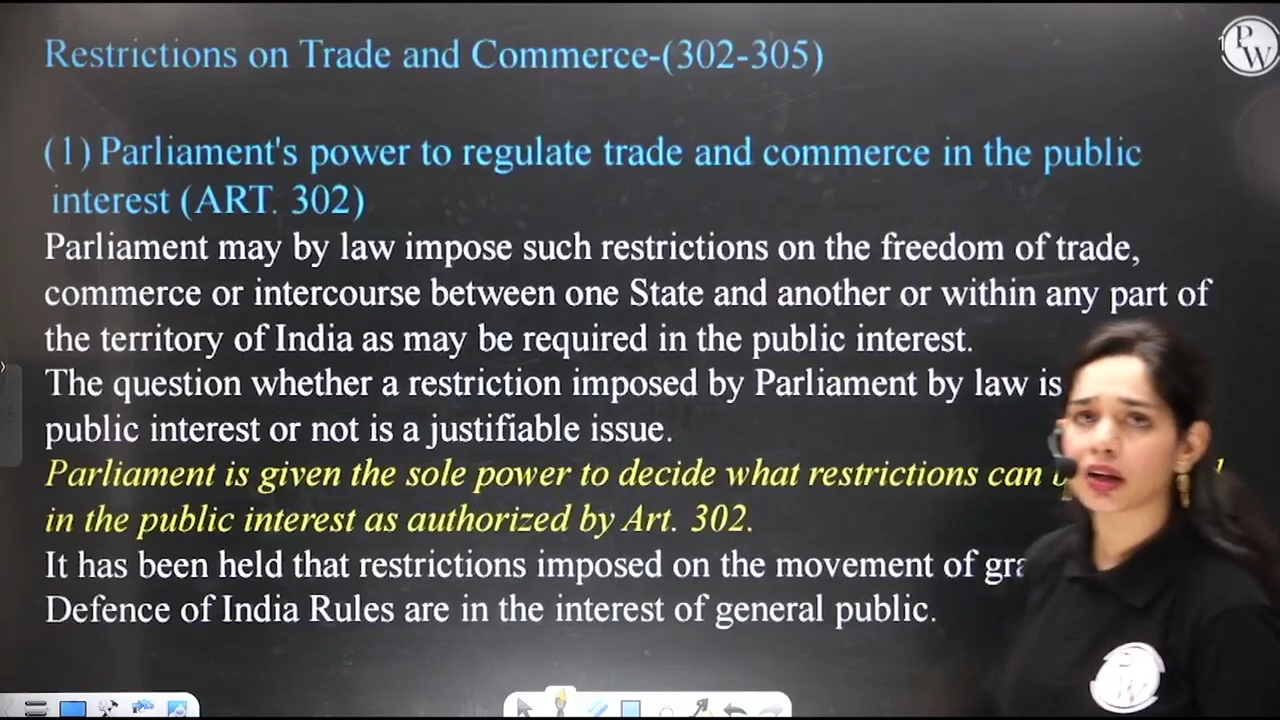 Restrictions on Trade and Commerce-(302-305)
PW
(1) Parliament's power to regulate trade and commerce in the public
interest (ART. 302)
Parliament may by law impose such restrictions on the freedom of trade,
commerce or intercourse between one State and another or within any part of
the territory of India as may be required in the public interest.
The question whether a restriction imposed by Parliament by law is
public interest or not is a justifiable issue.
Parliament is given the sole power to decide what restrictions can
in the public interest as authorized by Art. 302.
It has been held that restrictions imposed on the movement of
Defence of India Rules are in the interest of general public.
PW